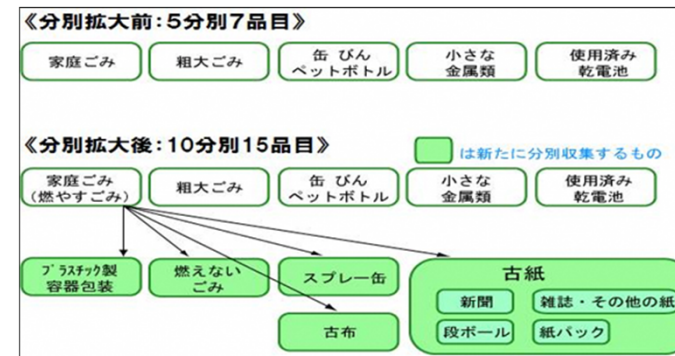 《分別拡大前:5分別7品目》
家庭ごみ
粗大ごみ
缶 びん
ペットボトル
小さな
金属類
使用済み
乾電池
《分別拡大後:10分別15品目》
は新たに分別収集するもの
家庭ごみ
(燃やすごみ)
粗大ごみ
缶 びん
ペットボトル
小さな
金属類
使用済み
乾電池
プラスチック製
容器包装
燃えない
ごみ
スプレー缶
古布
古紙
新聞
雑誌・その他の紙
段ボール
紙パック